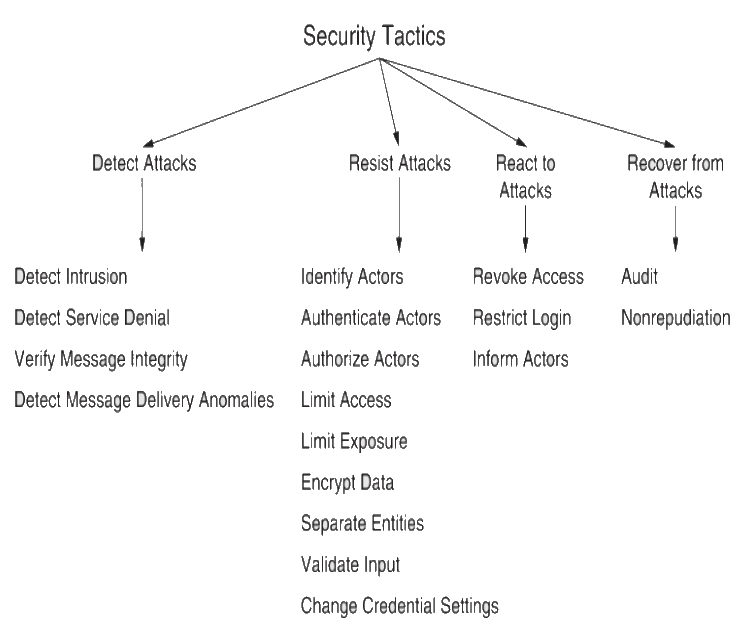 Security Tactics
Detect Attacks
Resist Attacks
React to
Attacks
Recover from
Attacks
Detect Intrusion
Detect Service Denial
Verify Message Integrity
Detect Message Delivery Anomalies
Identify Actors
Authenticate Actors
Authorize Actors
Limit Access
Limit Exposure
Encrypt Data
Separate Entities
Validate Input
Change Credential Settings
Revoke Access
Restrict Login
Inform Actors
Audit
Nonrepudiation